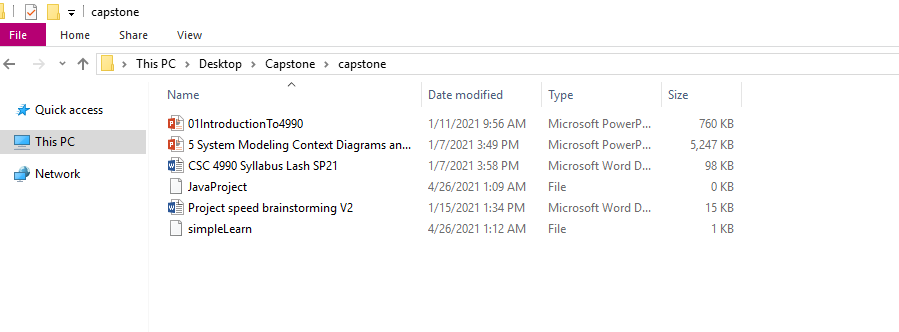 capstone
File Home Share View
This PC > Desktop > Capstone > capstone
Quick access
This PC
Network
Name Date modified Type Size
01IntroductionTo4990 1/11/2021 9:56 AM Microsoft PowerP... 760 KB
5 System Modeling Context Diagrams an... 1/7/2021 3:49 PM Microsoft PowerP... 5,247 KB
CSC 4990 Syllabus Lash SP21 1/7/2021 3:58 PM Microsoft Word D... 98 KB
JavaProject 4/26/2021 1:09 AM File 0 KB
Project speed brainstorming V2 1/15/2021 1:34 PM Microsoft Word D... 15 KB
simpleLearn 4/26/2021 1:12 AM File 1 KB